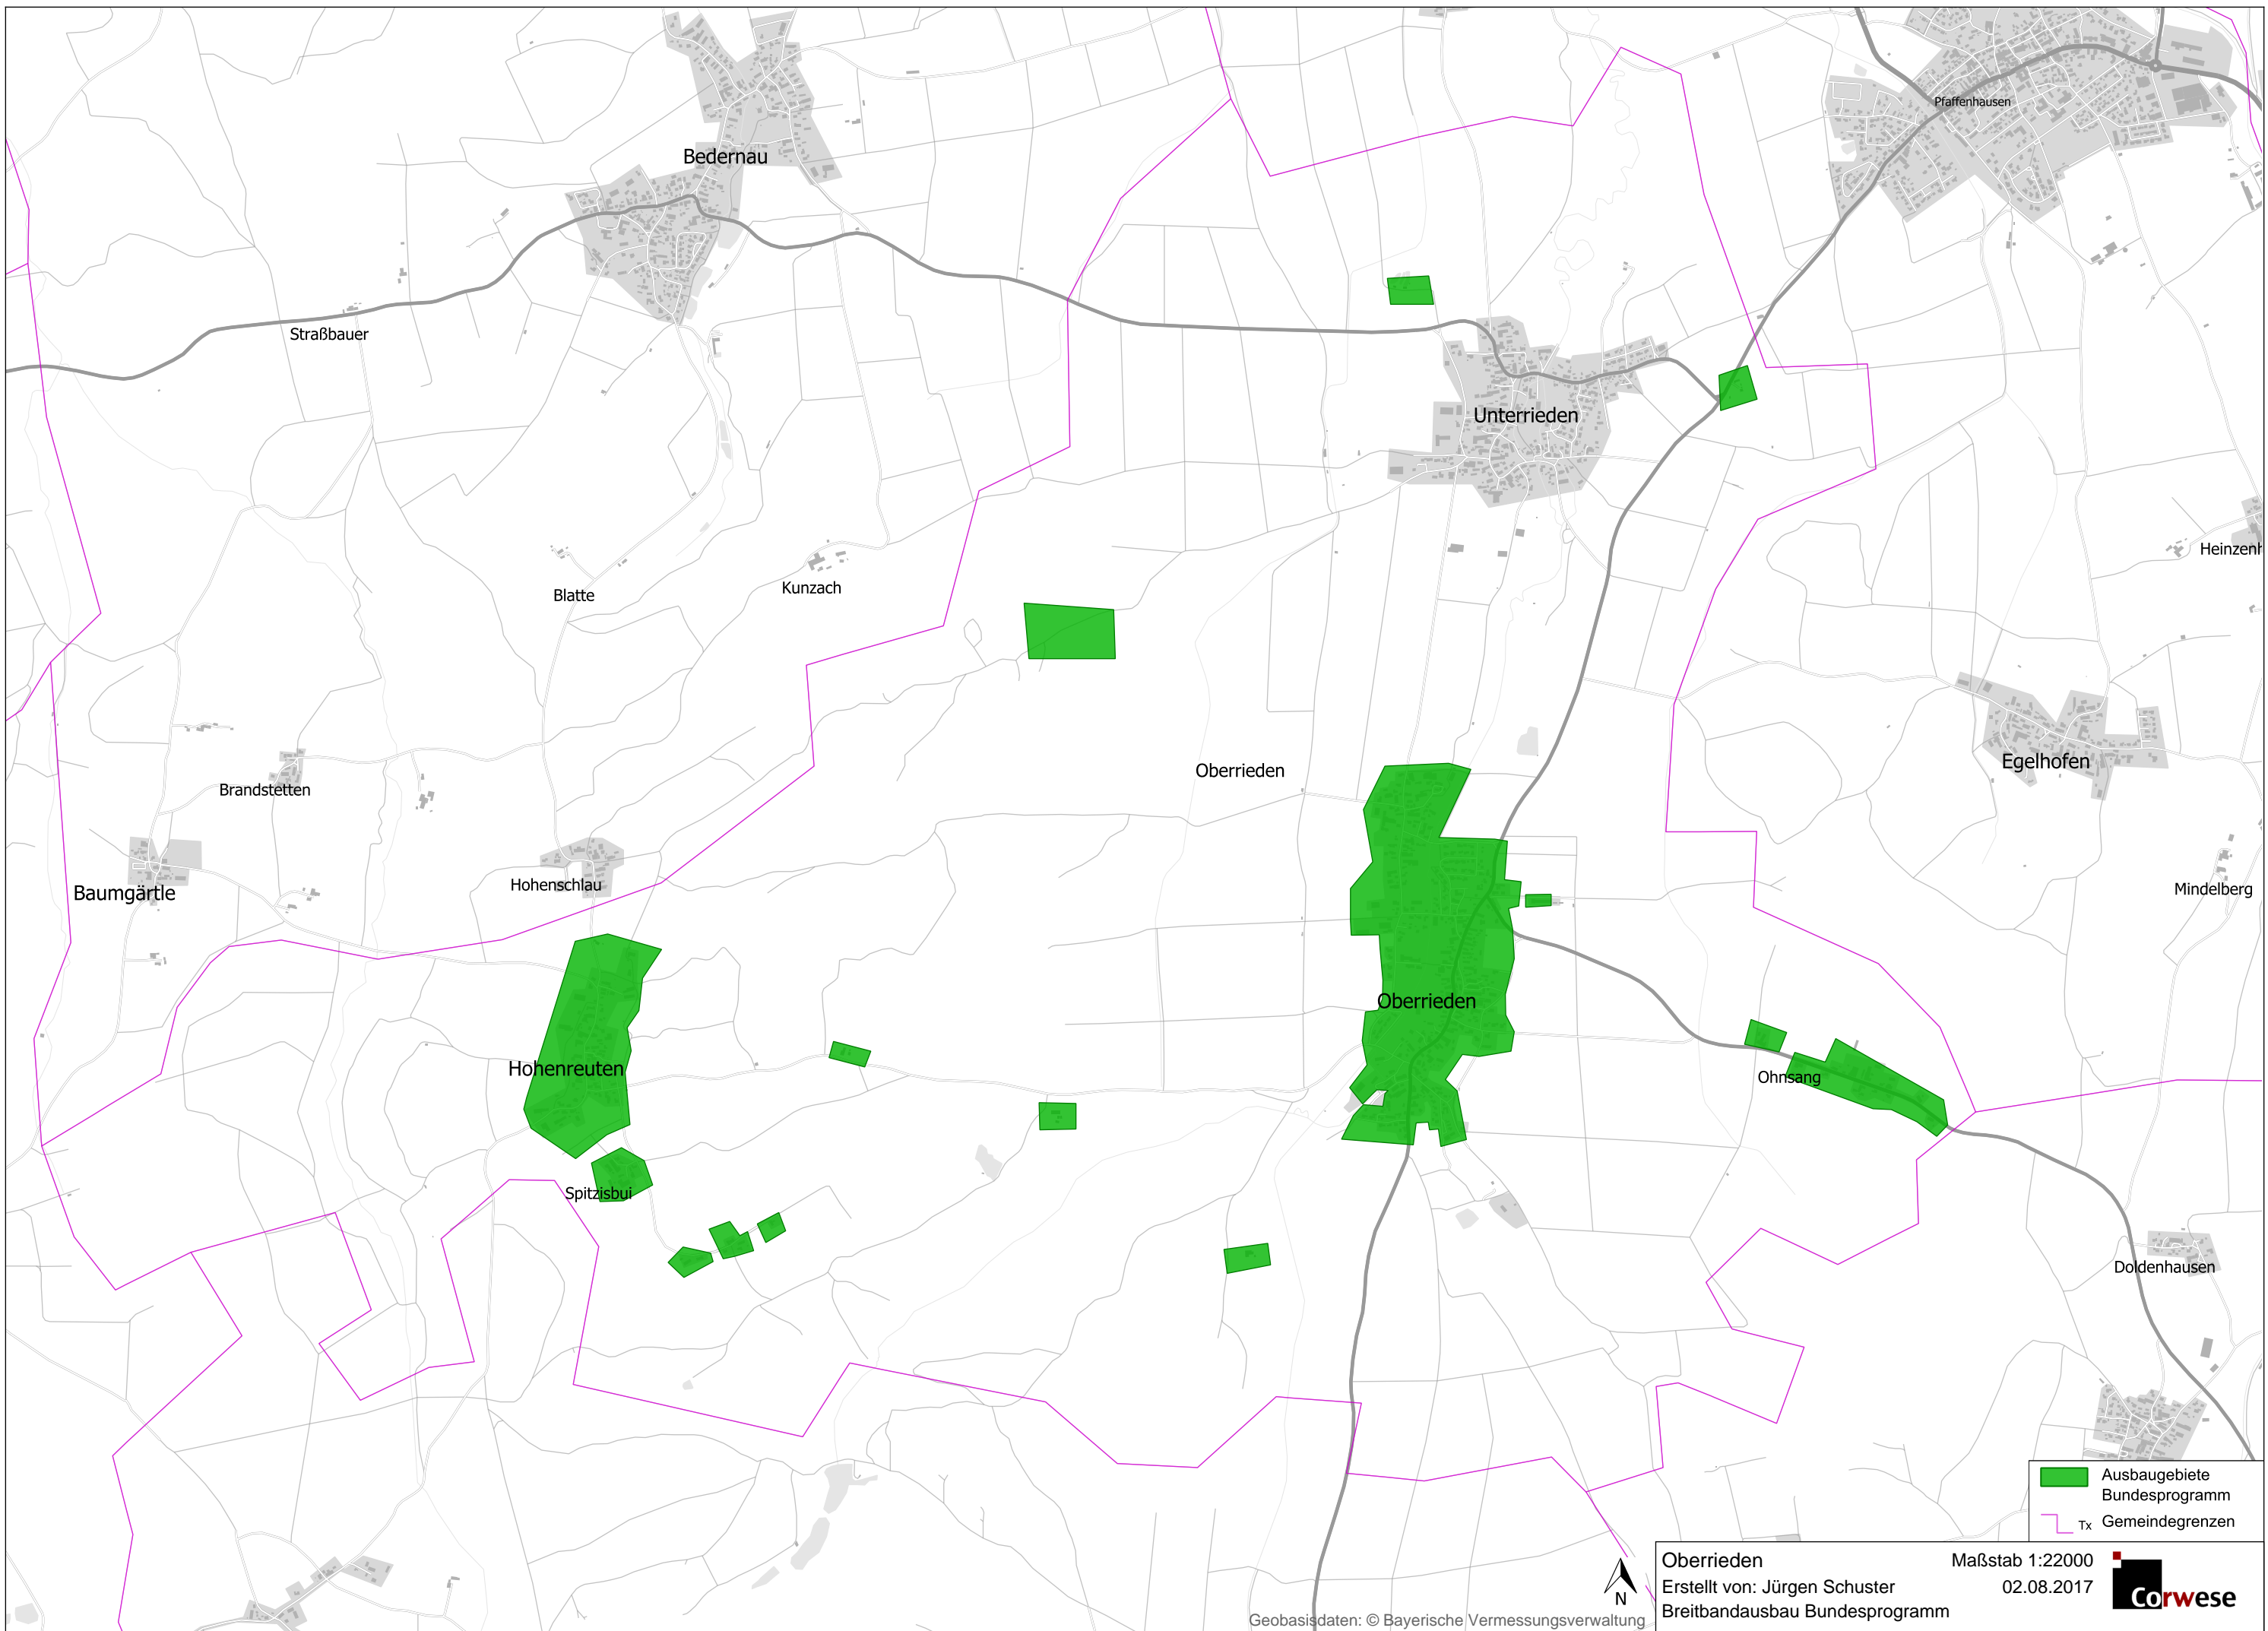 Pfaffenhausen
Bedernau
Straßbauer
Unterrieden
Heinzenh
Blatte
Kunzach
Egelhofen
Oberrieden
Brandstetten
Hohenschlau
Baumgärtle
Mindelberg
Oberrieden
Hohenreuten
Ohnsang
Spitzisbui
Doldenhausen
Ausbaugebiete
Bundesprogramm
Tx Gemeindegrenzen
Oberrieden Maßstab 1:22000
Erstellt von: Jürgen Schuster 02.08.2017
Breitbandausbau Bundesprogramm
Corwese
N
Geobasisdaten: © Bayerische Vermessungsverwaltung